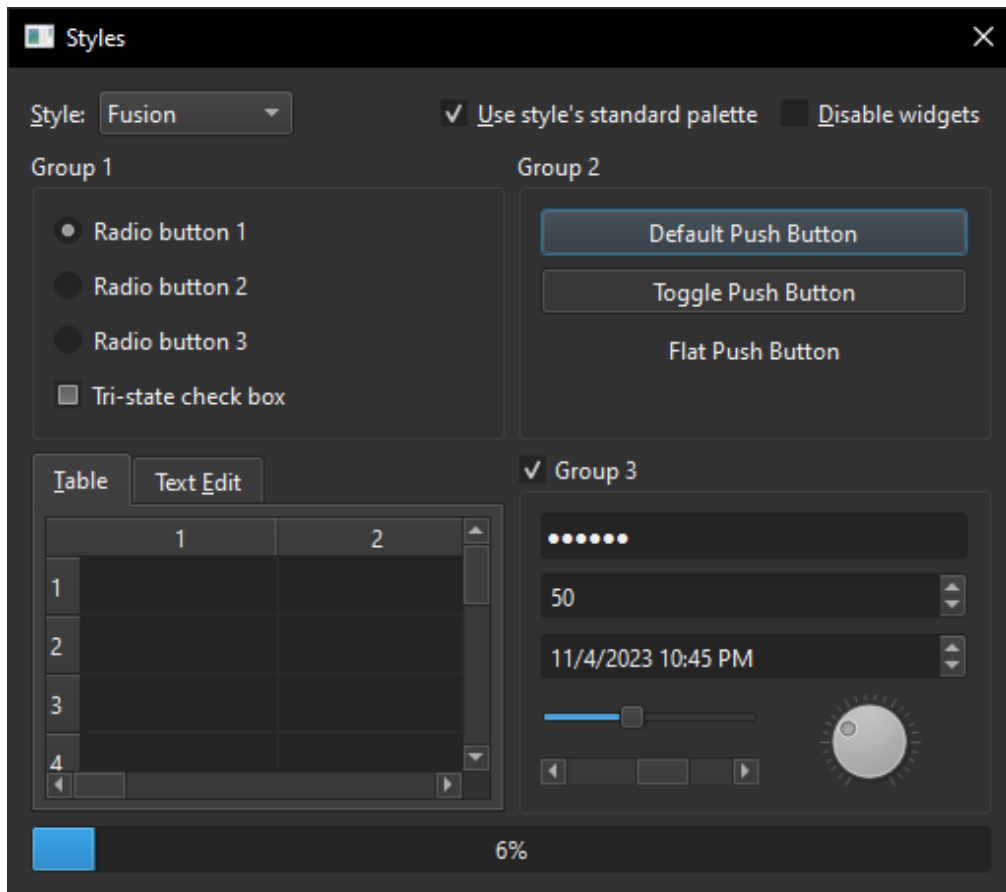 Styles
Style: Fusion Use style's standard palette Disable widgets
Group 1
Radio button 1
Radio button 2
Radio button 3
Tri-state check box
Group 2
Default Push Button
Toggle Push Button
Flat Push Button
Table Text Edit
1 2
1
2
3
4
Group 3
••••••
50
11/4/2023 10:45 PM
6%